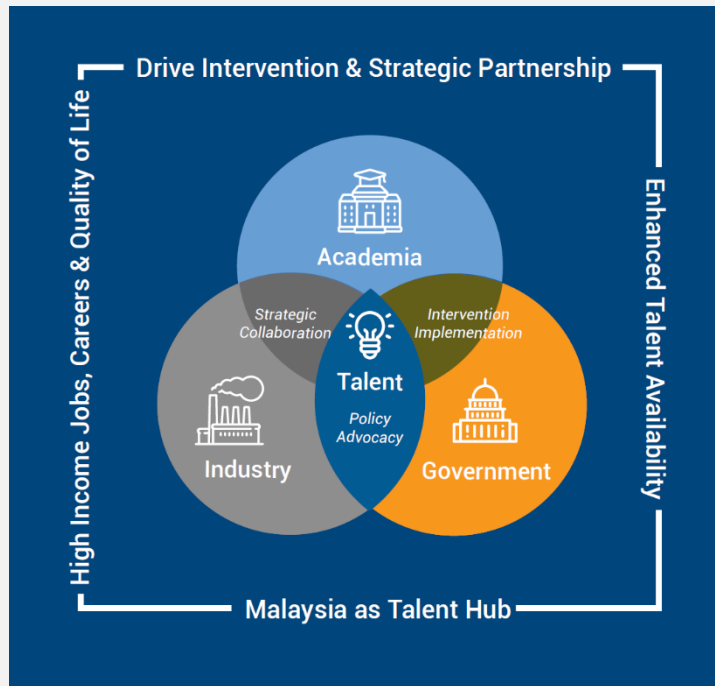 Drive Intervention & Strategic Partnership
High Income Jobs, Careers & Quality of Life
Enhanced Talent Availability
Academia
Strategic
Collaboration
Intervention
Implementation
Talent
Policy
Advocacy
Industry
Government
Malaysia as Talent Hub